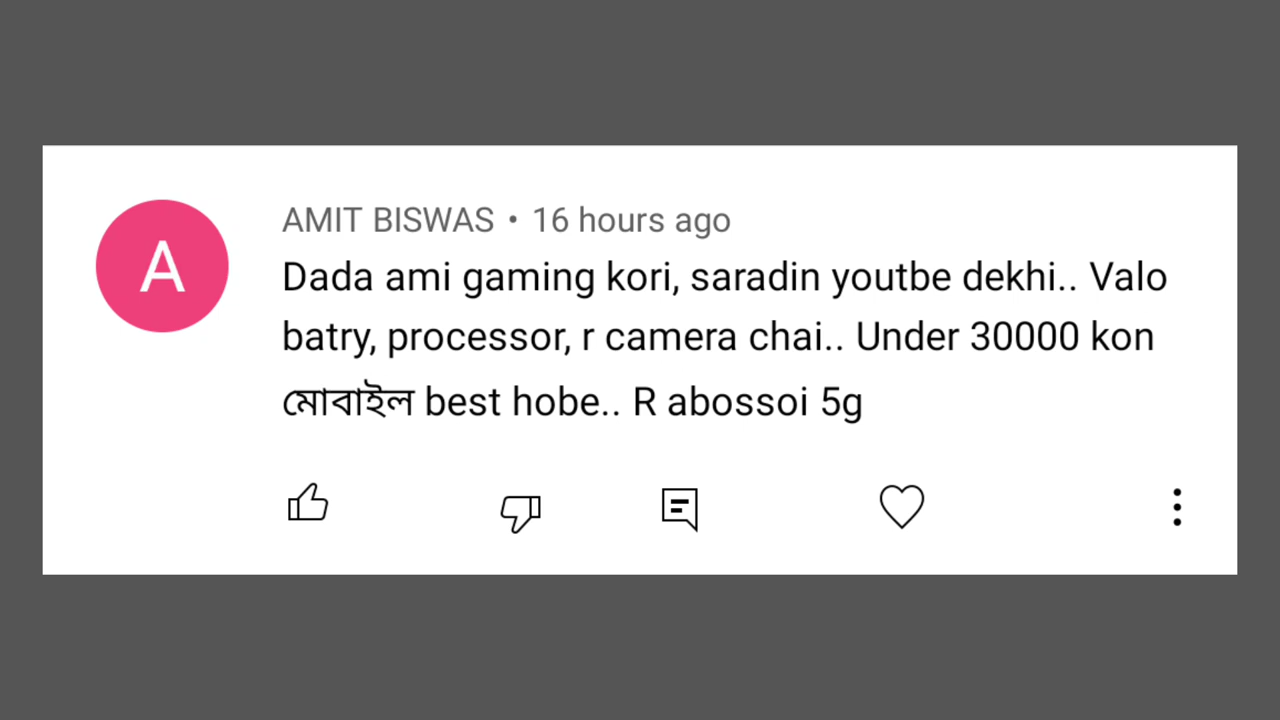 A
AMIT BISWAS • 16 hours ago
Dada ami gaming kori, saradin youtbe dekhi.. Valo
batry, processor, r camera chai.. Under 30000 kon
মোবাইল best hobe.. R abossoi 5g